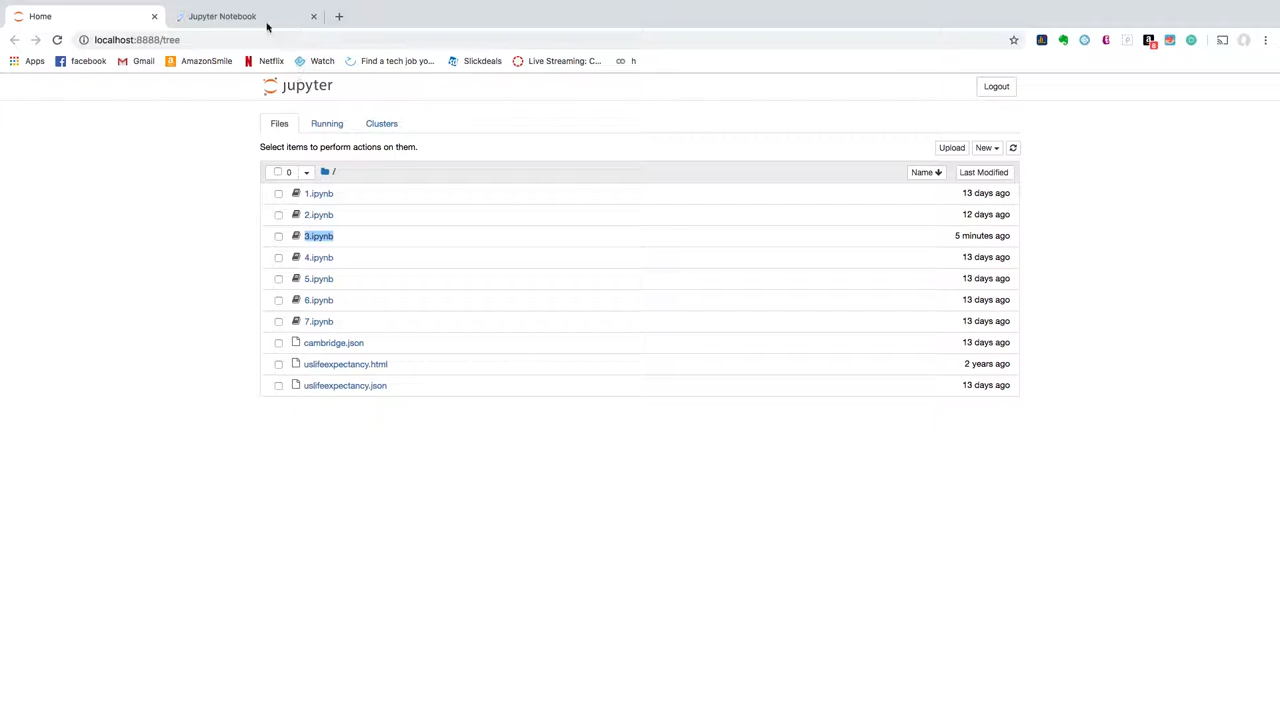 Home
Jupyter Notebook
localhost:8888/tree
Apps facebook Gmail AmazonSmile Netflix Watch Find a tech job yo... Slickdeals Live Streaming: C... h
jupyter
Logout
Files Running Clusters
Select items to perform actions on them.
Upload New
0 / Name Last Modified
1.ipynb 13 days ago
2.ipynb 12 days ago
3.ipynb 5 minutes ago
4.ipynb 13 days ago
5.ipynb 13 days ago
6.ipynb 13 days ago
7.ipynb 13 days ago
cambridge.json 13 days ago
uslifeexpectancy.html 2 years ago
uslifeexpectancy.json 13 days ago